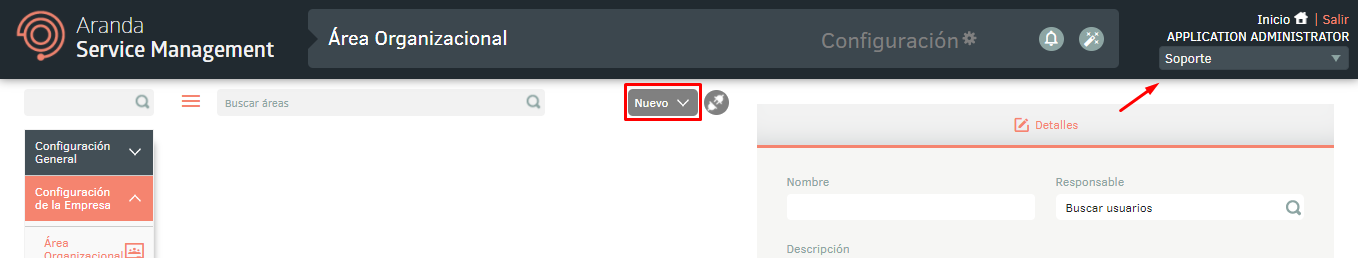 Aranda
Service Management
Área Organizacional
Configuración
Inicio | Salir
APPLICATION ADMINISTRATOR
Soporte
Buscar áreas
Nuevo
Configuración
General
Configuración
de la Empresa
Área
Organizacional
Detalles
Nombre
Responsable
Buscar usuarios
Descripción